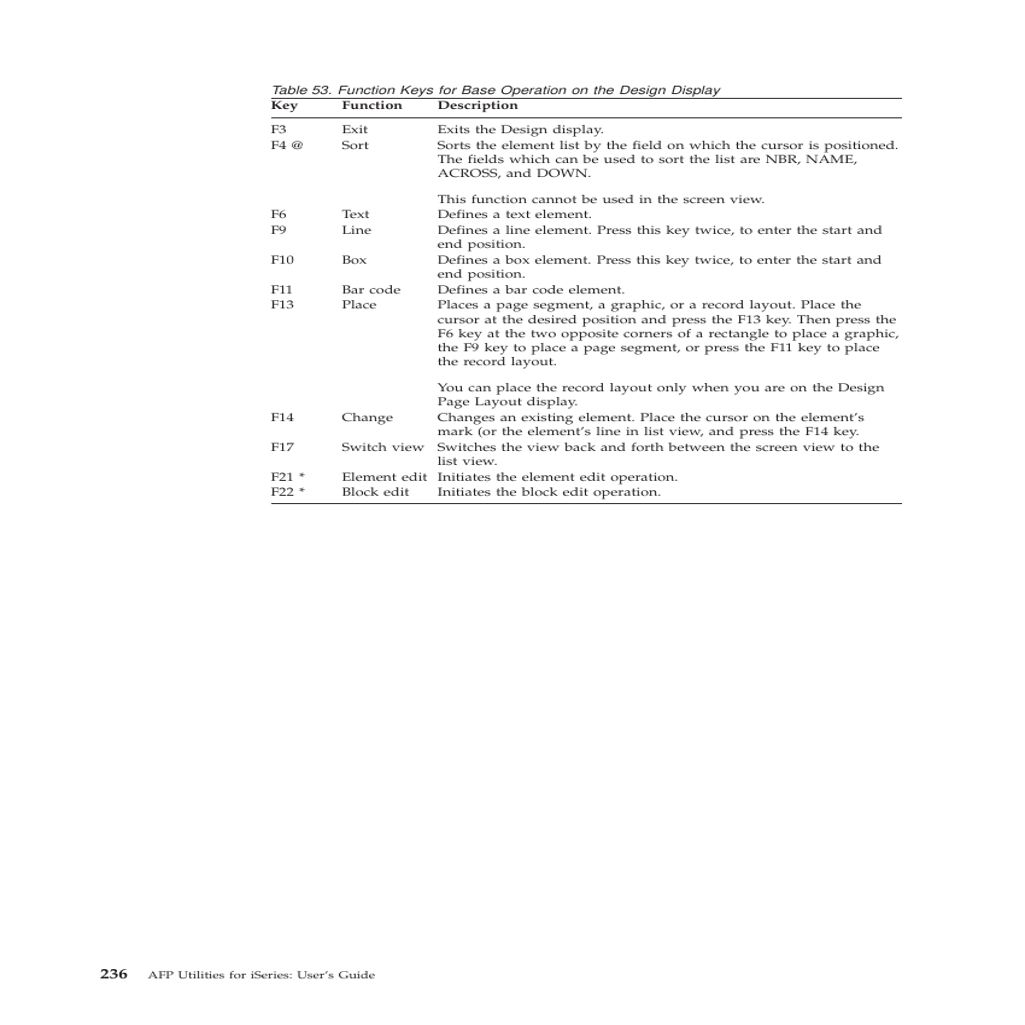 Table 53. Function Keys for Base Operation on the Design Display
Key Function Description
F3 Exit Exits the Design display.
F4 @ Sort Sorts the element list by the field on which the cursor is positioned.
The fields which can be used to sort the list are NBR, NAME,
ACROSS, and DOWN.
This function cannot be used in the screen view.
F6 Text Defines a text element.
F9 Line Defines a line element. Press this key twice, to enter the start and
end position.
F10 Box Defines a box element. Press this key twice, to enter the start and
end position.
F11 Bar code Defines a bar code element.
F13 Place Places a page segment, a graphic, or a record layout. Place the
cursor at the desired position and press the F13 key. Then press the
F6 key at the two opposite corners of a rectangle to place a graphic,
the F9 key to place a page segment, or press the F11 key to place
the record layout.
You can place the record layout only when you are on the Design
Page Layout display.
F14 Change Changes an existing element. Place the cursor on the element’s
mark (or the element’s line in list view, and press the F14 key.
F17 Switch view Switches the view back and forth between the screen view to the
list view.
F21 * Element edit Initiates the element edit operation.
F22 * Block edit Initiates the block edit operation.
236 AFP Utilities for iSeries: User’s Guide